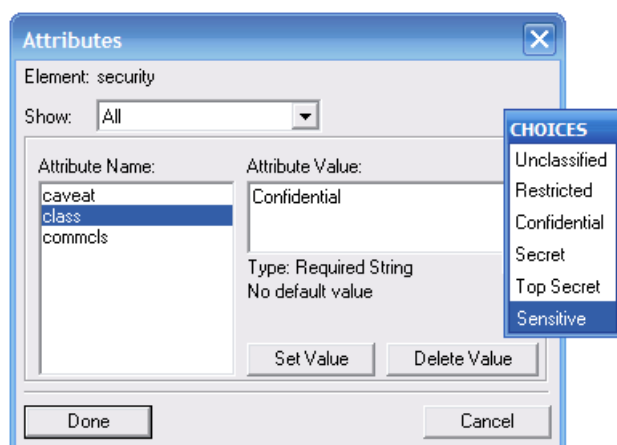 Attributes
Element: security
Show: All
Attribute Name:
caveat
class
commcls
Attribute Value:
Confidential
Type: Required String
No default value
Set Value
Delete Value
Done
Cancel
CHOICES
Unclassified
Restricted
Confidential
Secret
Top Secret
Sensitive